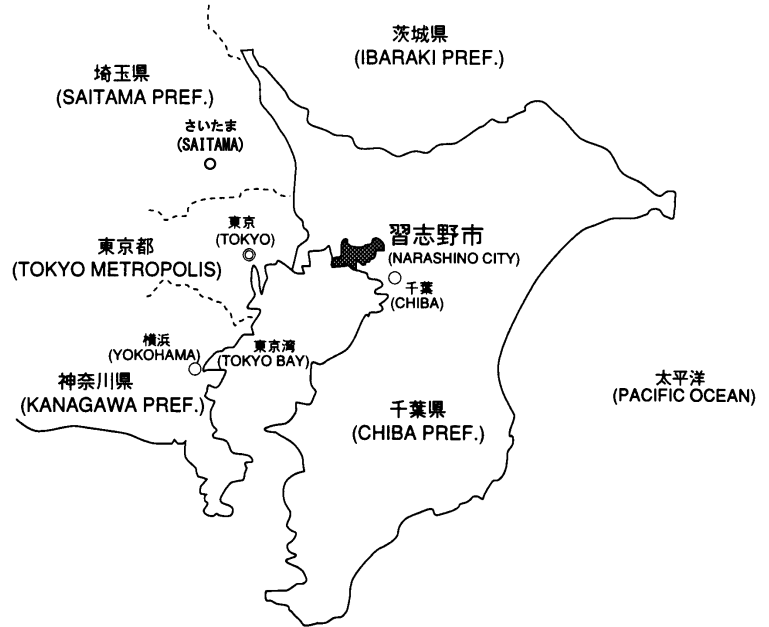 茨城県
(IBARAKI PREF.)
埼玉県
(SAITAMA PREF.)
さいたま
(SAITAMA)
東京
(TOKYO)
習志野市
(NARASHINO CITY)
東京都
(TOKYO METROPOLIS)
千葉
(CHIBA)
横浜
(YOKOHAMA)
東京湾
(TOKYO BAY)
神奈川県
(KANAGAWA PREF.)
太平洋
(PACIFIC OCEAN)
千葉県
(CHIBA PREF.)